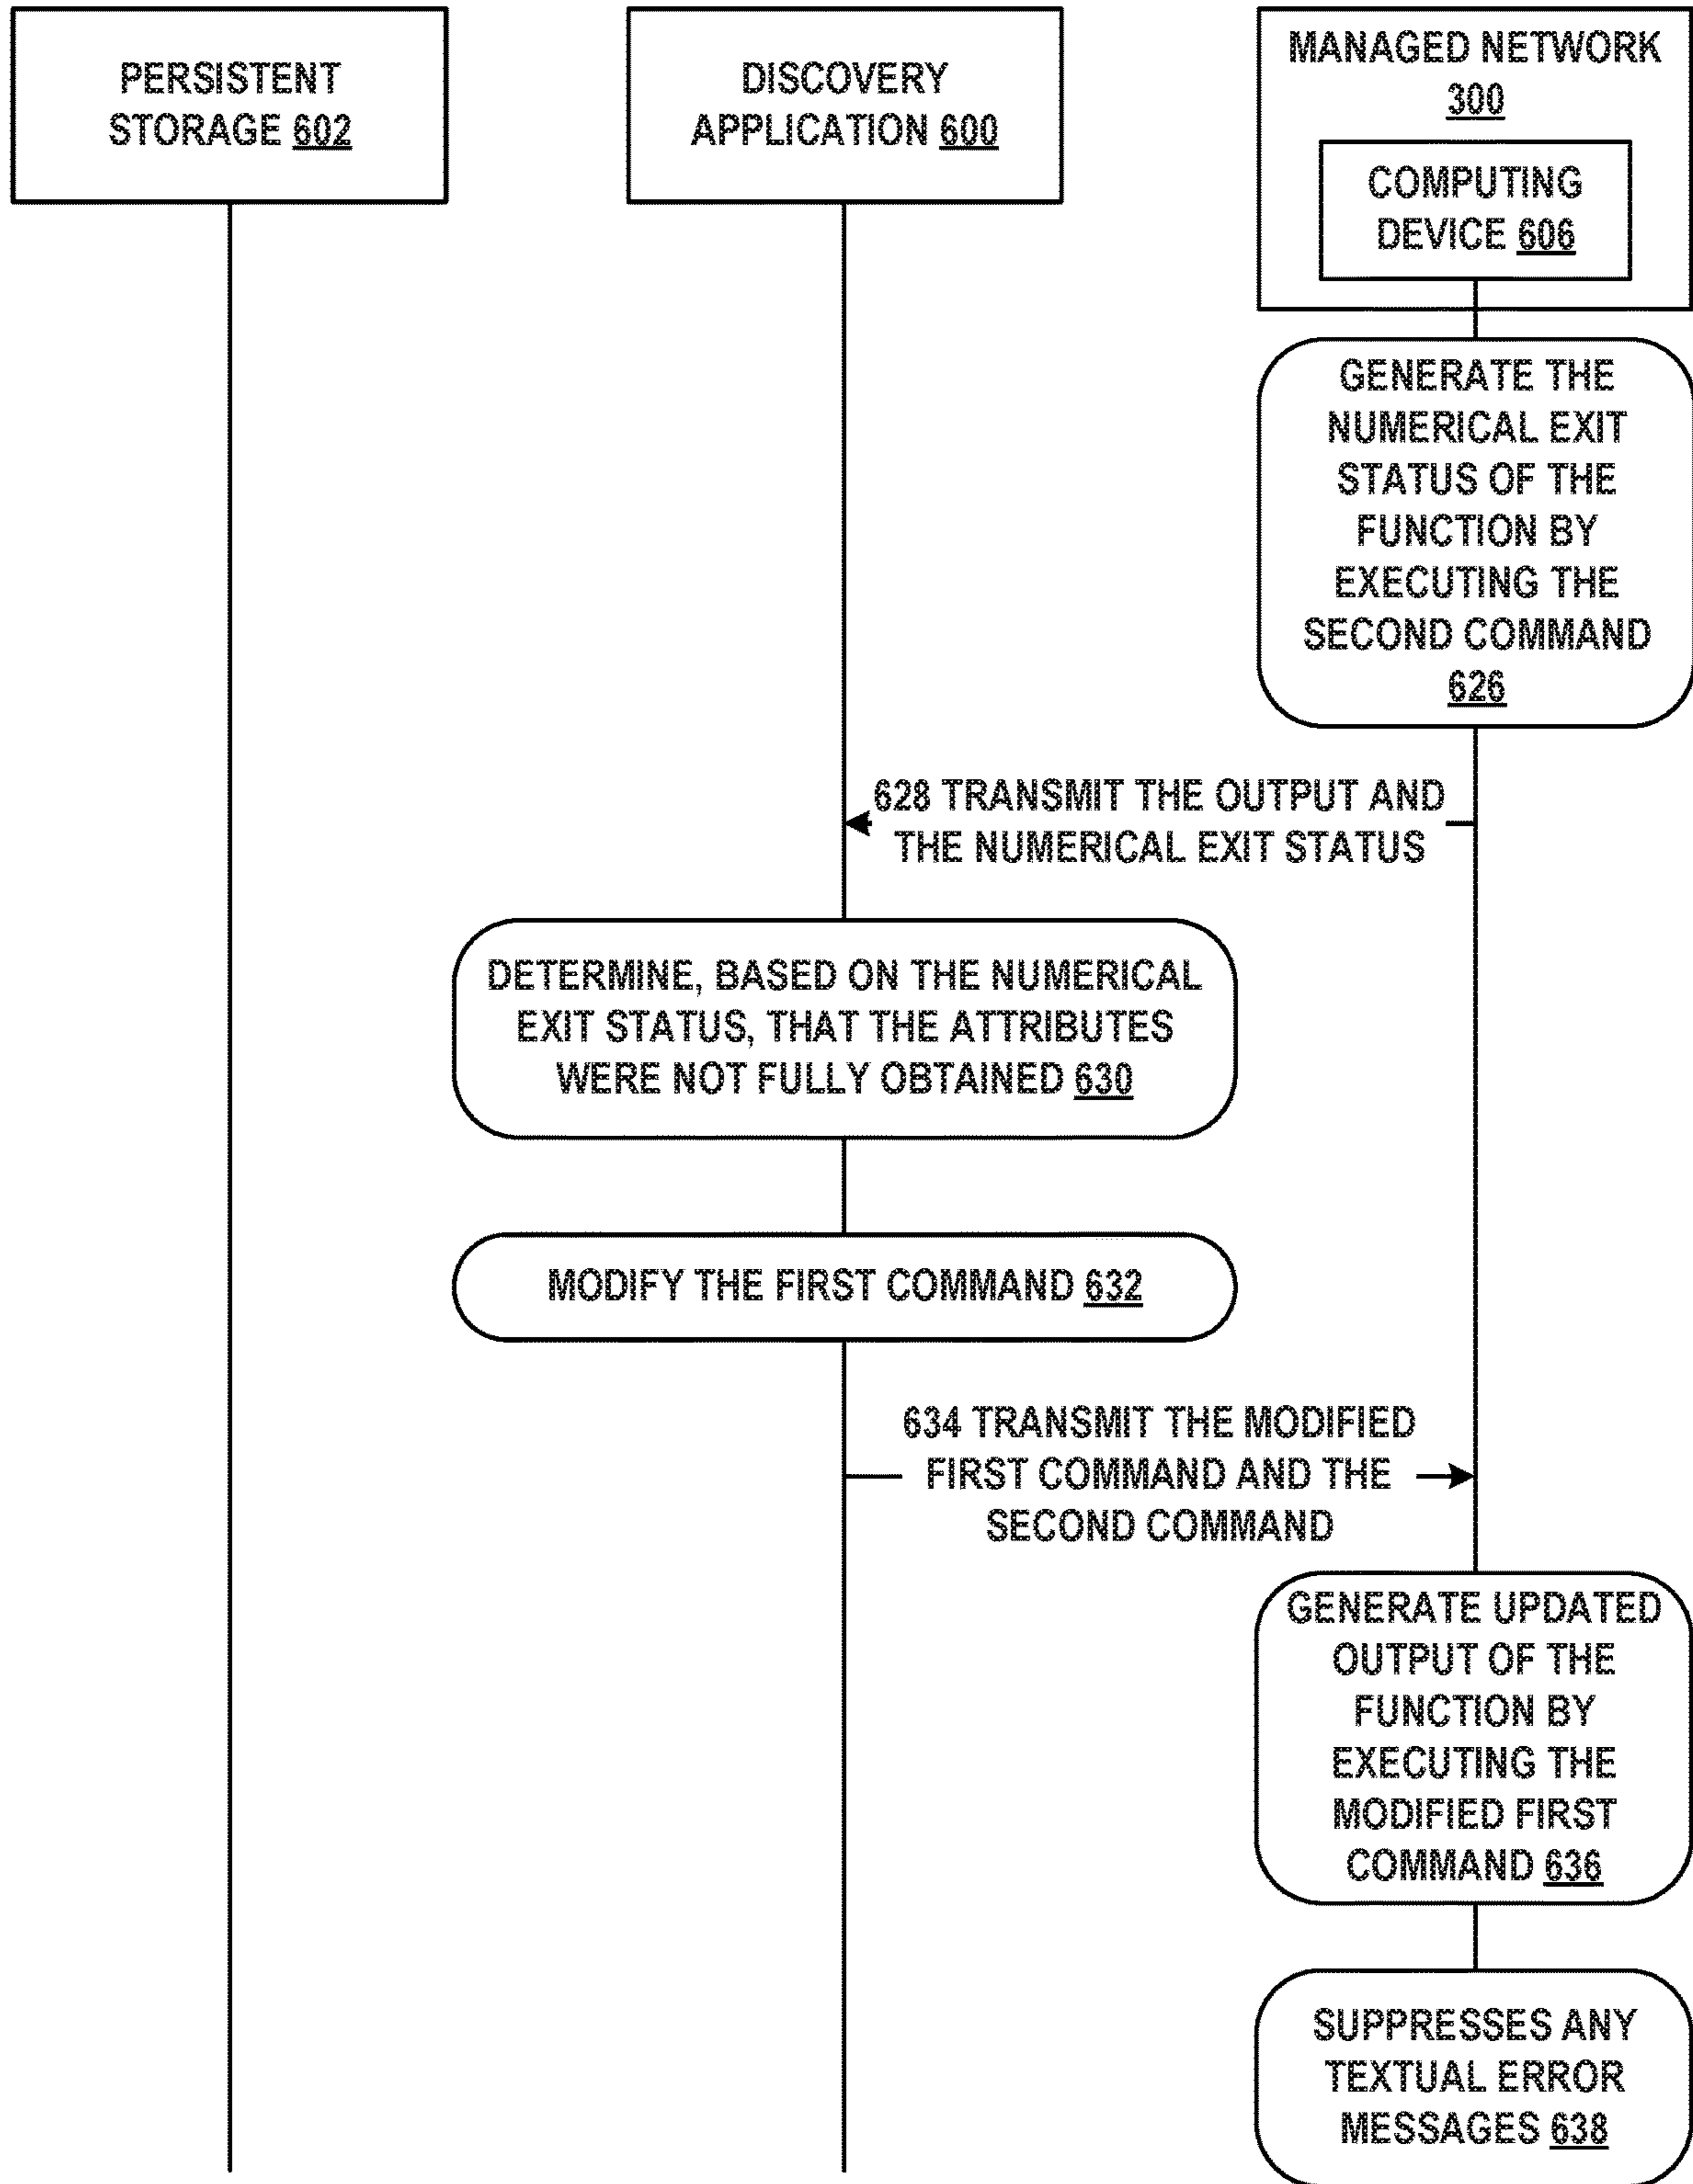 PERSISTENT
STORAGE 602
DISCOVERY
APPLICATION 600
MANAGED NETWORK
300
COMPUTING
DEVICE 606
GENERATE THE
NUMERICAL EXIT
STATUS OF THE
FUNCTION BY
EXECUTING THE
SECOND COMMAND
626
628 TRANSMIT THE OUTPUT AND
THE NUMERICAL EXIT STATUS
DETERMINE, BASED ON THE NUMERICAL
EXIT STATUS, THAT THE ATTRIBUTES
WERE NOT FULLY OBTAINED 630
MODIFY THE FIRST COMMAND 632
634 TRANSMIT THE MODIFIED
FIRST COMMAND AND THE
SECOND COMMAND
GENERATE UPDATED
OUTPUT OF THE
FUNCTION BY
EXECUTING THE
MODIFIED FIRST
COMMAND 636
SUPPRESSES ANY
TEXTUAL ERROR
MESSAGES 638